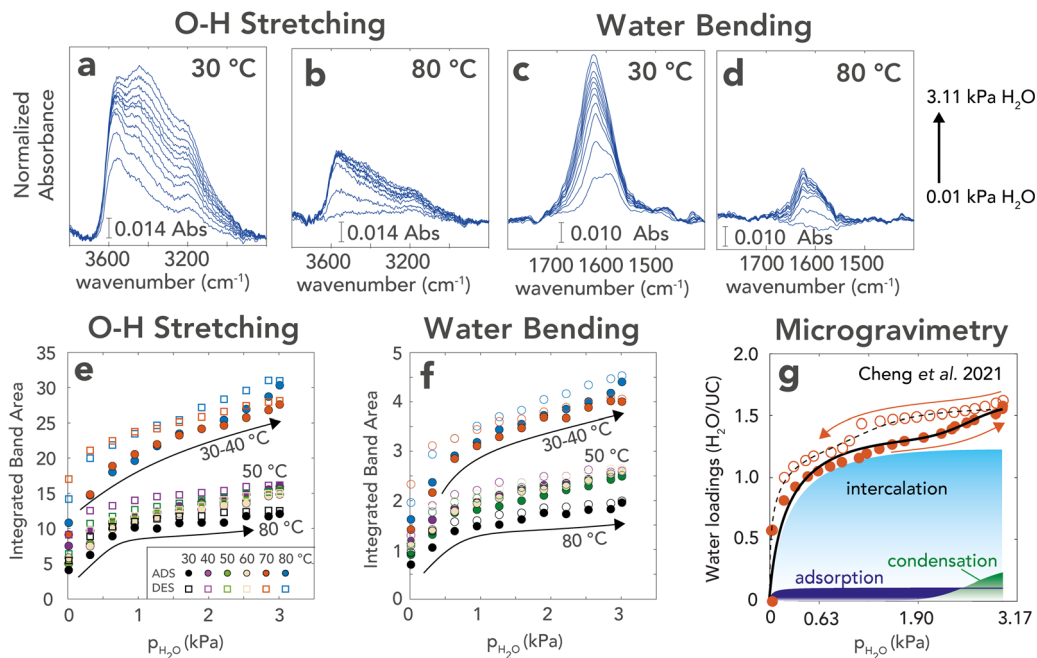 O-H Stretching
Water Bending
a
30 °C
b
80 °C
c
30 °C
d
80 °C
Normalized
Absorbance
0.014 Abs
0.014 Abs
0.010 Abs
0.010 Abs
3.11 kPa H2O
0.01 kPa H2O
3600 3200
3600 3200
1700 1600 1500
1700 1600 1500
wavenumber (cm-1)
wavenumber (cm-1)
wavenumber (cm-1)
wavenumber (cm-1)
O-H Stretching
Water Bending
Microgravimetry
e
Integrated Band Area
35
30
25
20
15
10
5
0
30-40 °C
50 °C
80 °C
30 40 50 60 70 80 °C
ADS
DES
0 1 2 3
pH2O (kPa)
f
Integrated Band Area
5
4
3
2
1
0
30-40 °C
50 °C
80 °C
0 1 2 3
pH2O (kPa)
g
Cheng et al. 2021
Water loadings (H2O/UC)
2.0
1.5
1.0
0.0
intercalation
condensation
adsorption
0 0.63 1.90 3.17
pH2O (kPa)